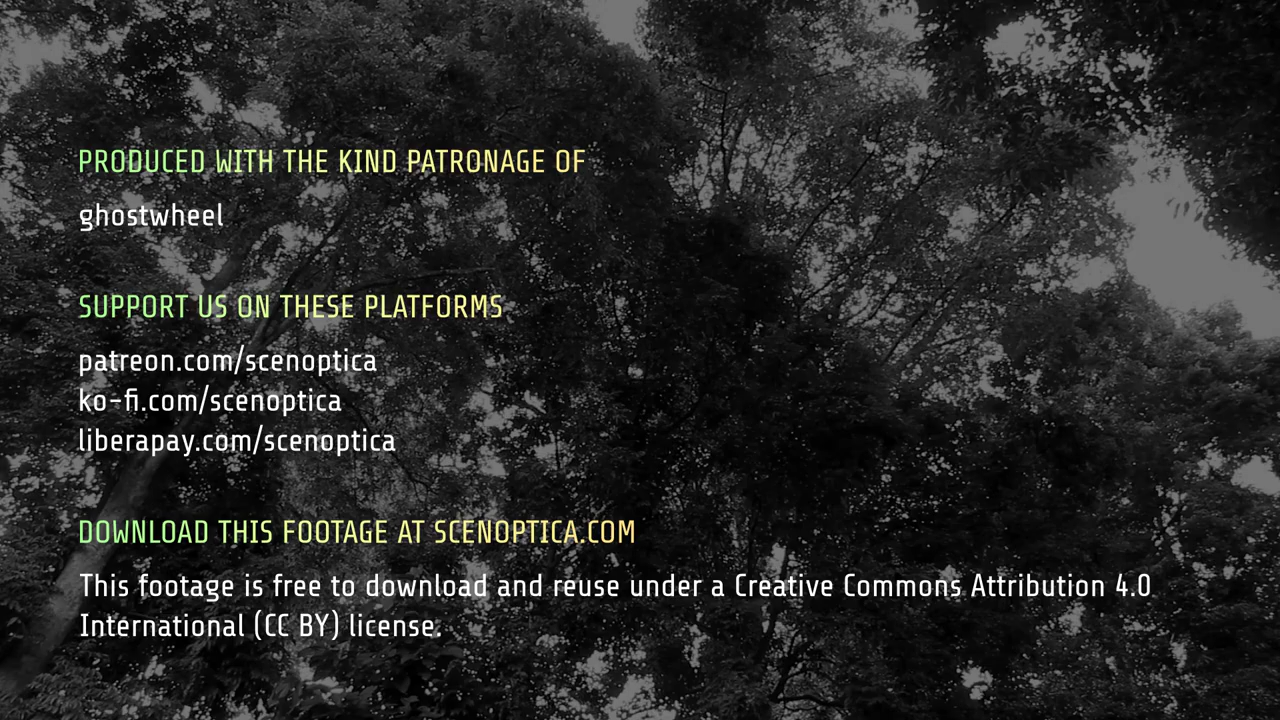 PRODUCED WITH THE KIND PATRONAGE OF
ghostwheel
SUPPORT US ON THESE PLATFORMS
patreon.com/scenoptica
ko-fi.com/scenoptica
liberapay.com/scenoptica
DOWNLOAD THIS FOOTAGE AT SCENOPTICA.COM
This footage is free to download and reuse under a Creative Commons Attribution 4.0
International (CC BY) license.